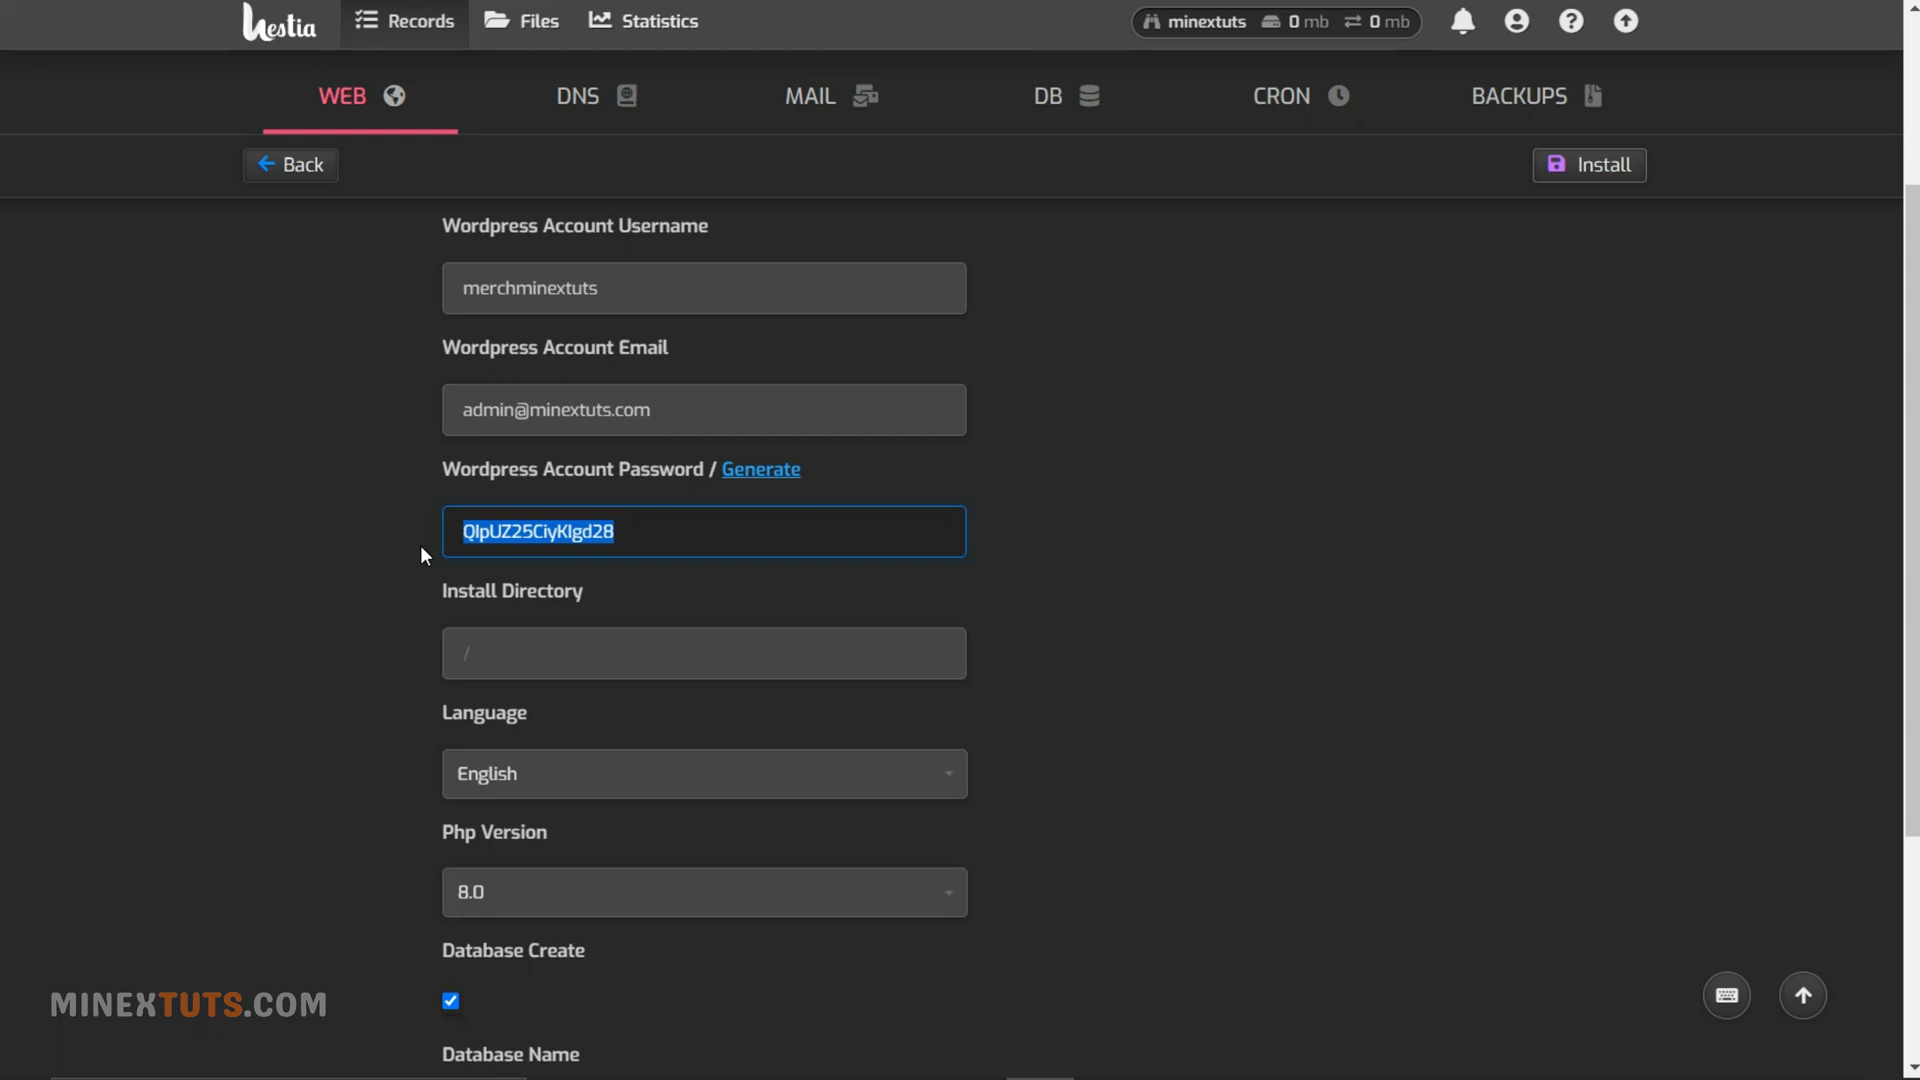 Hestia Records Files Statistics minextuts 0 mb 0 mb
WEB DNS MAIL DB CRON BACKUPS
Back Install
Wordpress Account Username
merchminextuts
Wordpress Account Email
admin@minextuts.com
Wordpress Account Password / Generate
QIpUZ25CiyKIgd28
Install Directory
/
Language
English
Php Version
8.0
Database Create
MINEXTUTS.COM
Database Name